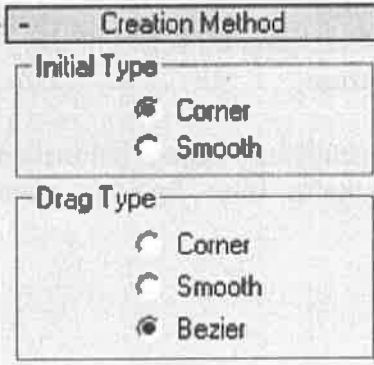 - Creation Method
Initial Type
Corner
Smooth
Drag Type
Corner
Smooth
Bezier